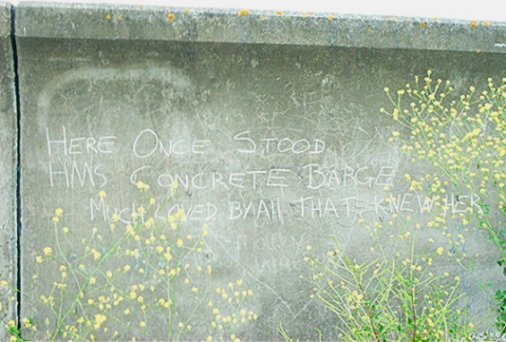 HERE ONCE STOOD
HMS CONCRETE BARGE
MUCH LOVED BY All THAT KNEW HER